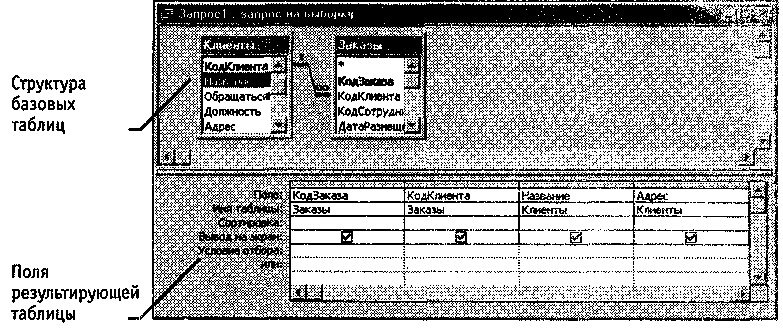 Запрос1 : запрос на выборку
Клиенты
Заказы
КодКлиента
Название
Обращаться
Должность
Адрес
*
КодЗаказа
КодКлиента
КодСотрудн
ДатаРазмещ
Структура
базовых
таблиц
Поле: КодЗаказа КодКлиента Название Адрес
Имя таблицы: Заказы Заказы Клиенты Клиенты
Сортировка:
Вывод на экран:
Условие отбора:
или:
Поля
результирующей
таблицы